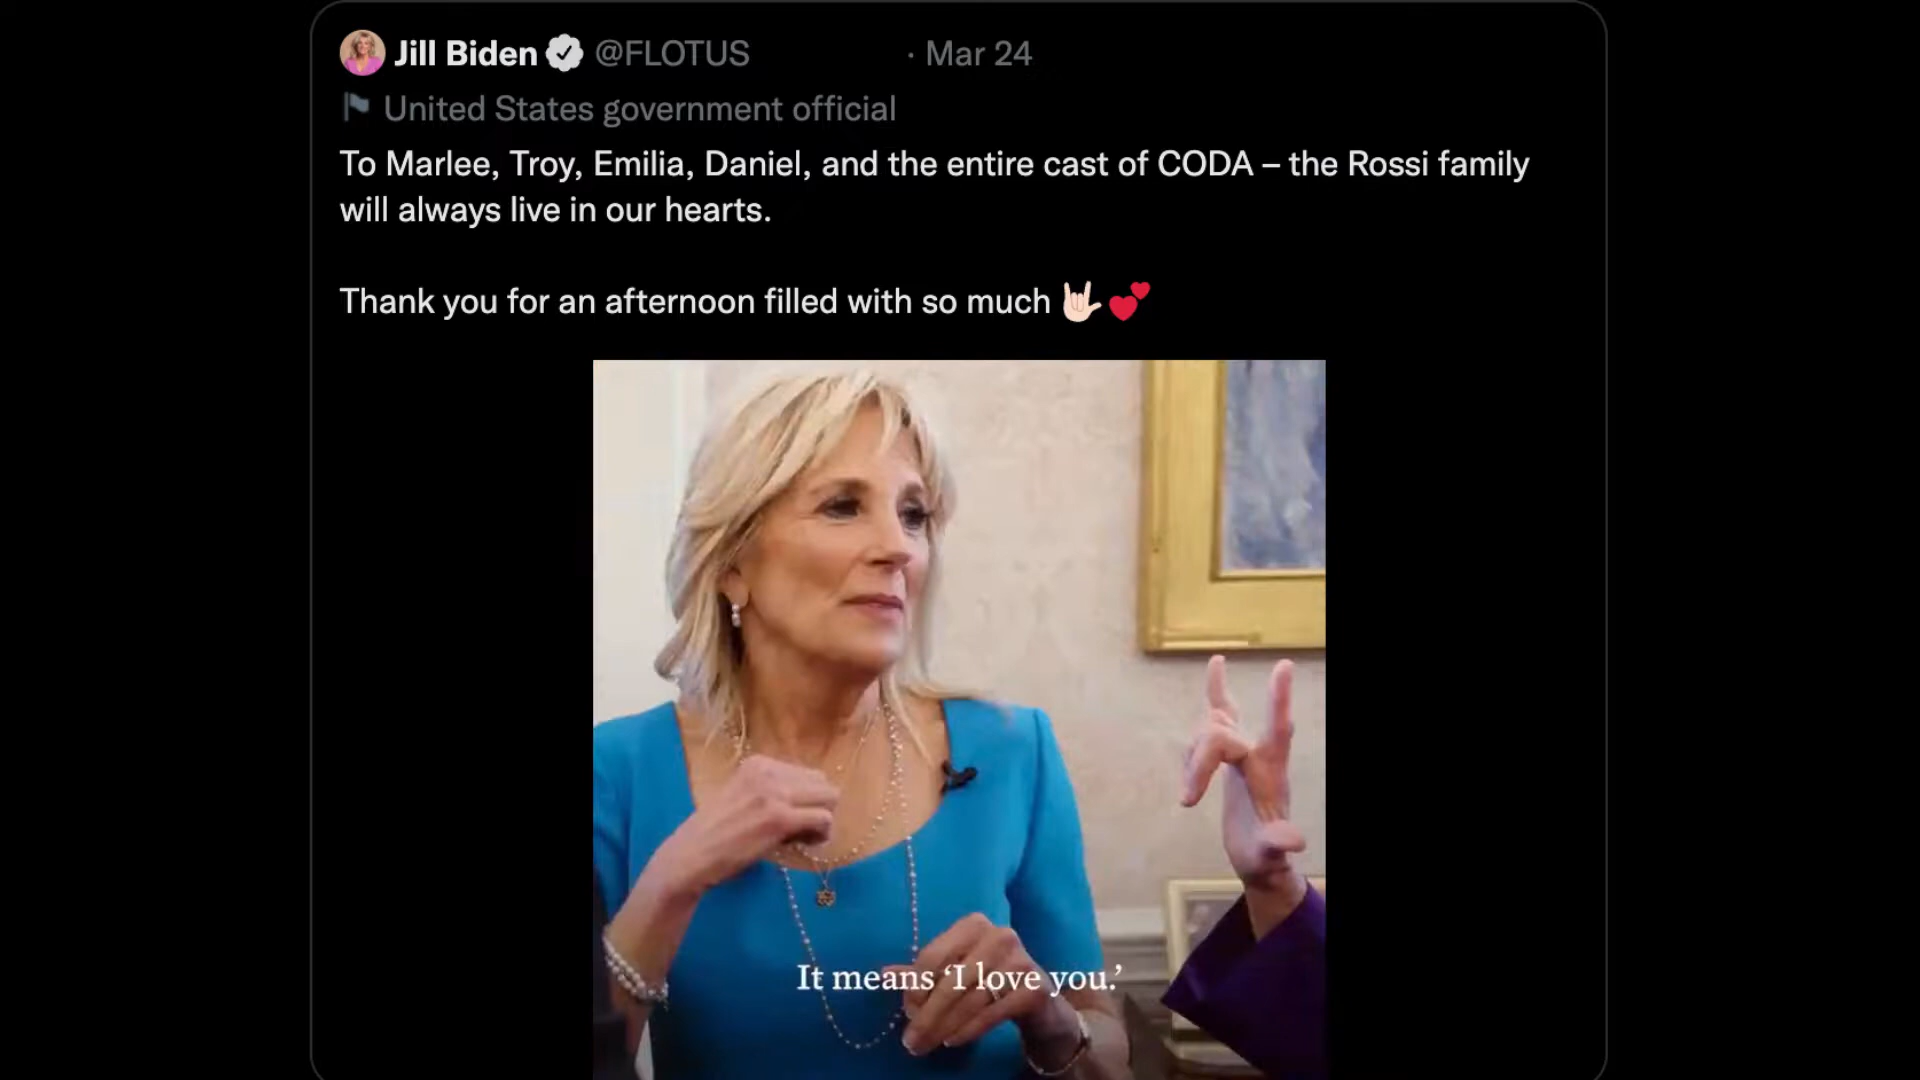 Jill Biden @FLOTUS · Mar 24
United States government official
To Marlee, Troy, Emilia, Daniel, and the entire cast of CODA – the Rossi family
will always live in our hearts.
Thank you for an afternoon filled with so much 🤟🏻💕
It means ‘I love you.’